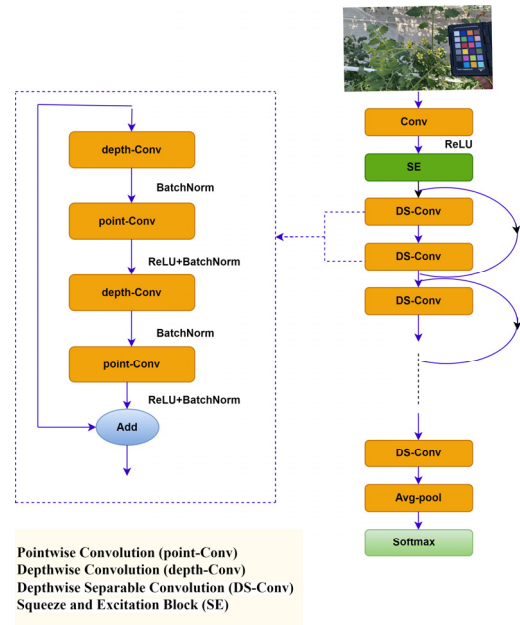 depth-Conv
BatchNorm
point-Conv
ReLU+BatchNorm
depth-Conv
BatchNorm
point-Conv
ReLU+BatchNorm
Add
Conv
ReLU
SE
DS-Conv
DS-Conv
DS-Conv
DS-Conv
Avg-pool
Softmax
Pointwise Convolution (point-Conv)
Depthwise Convolution (depth-Conv)
Depthwise Separable Convolution (DS-Conv)
Squeeze and Excitation Block (SE)